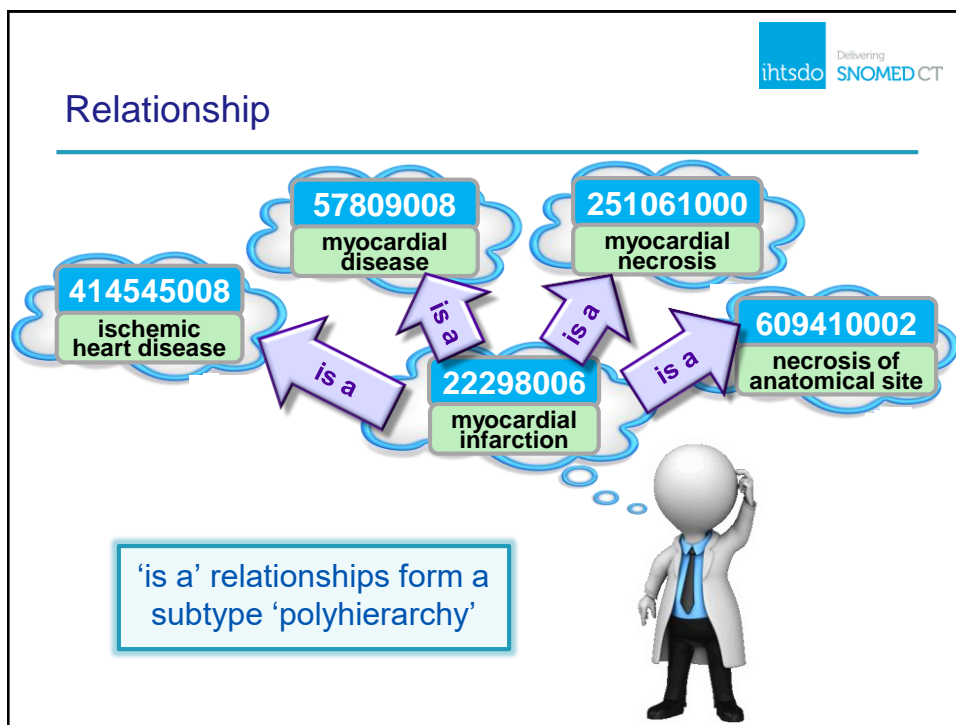 ihtsdo
Delivering
SNOMED CT
Relationship
57809008
myocardial
disease
251061000
myocardial
necrosis
414545008
ischemic
heart disease
609410002
necrosis of
anatomical site
is a
is a
is a
is a
22298006
myocardial
infarction
‘is a’ relationships form a
subtype ‘polyhierarchy’